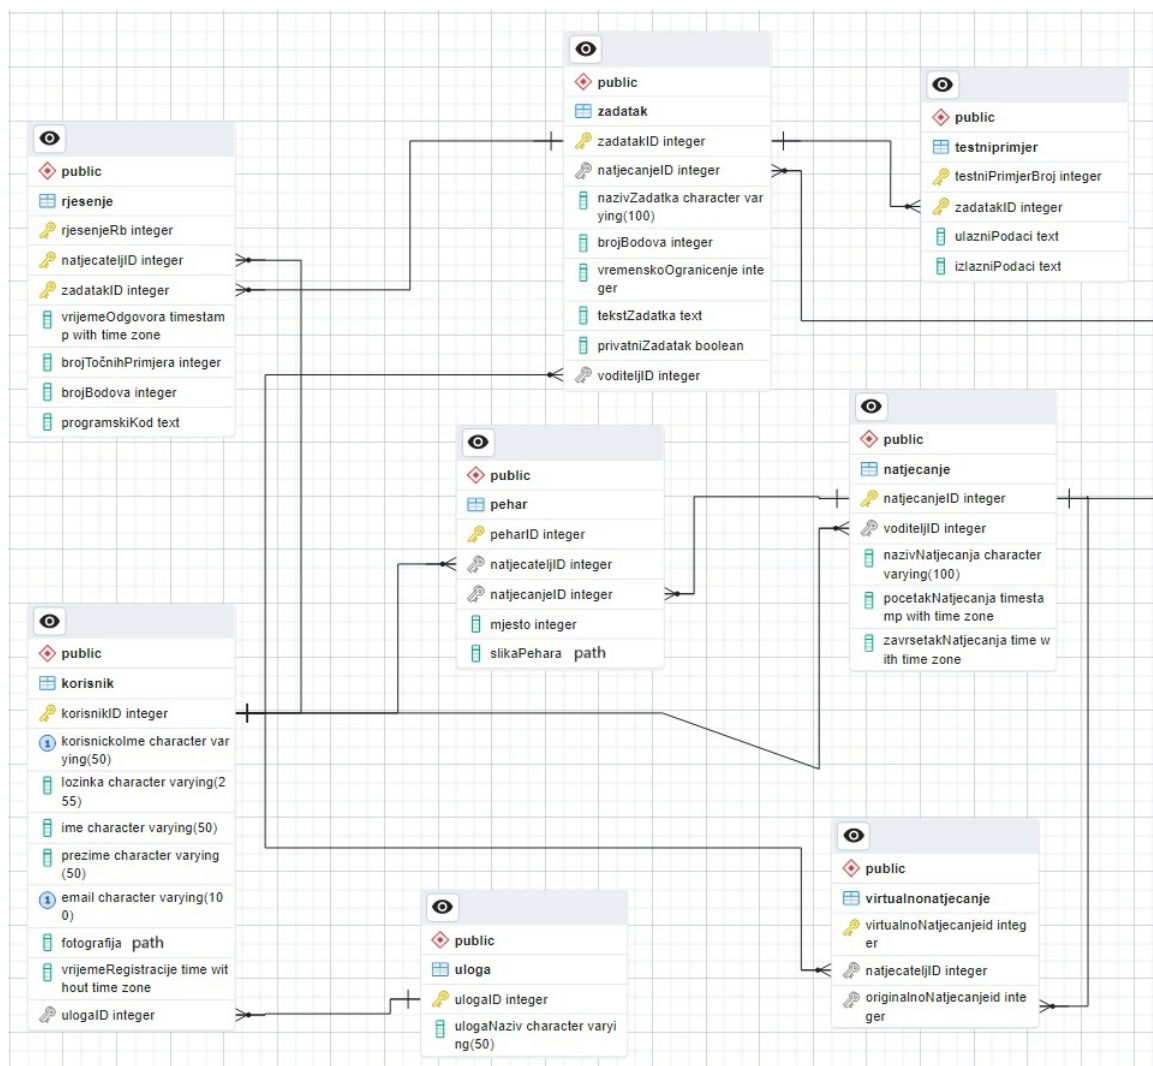 public
zadatak
zadatakID integer
natjecanjeID integer
nazivZadatka character var
ying(100)
brojBodova integer
vremenskoOgranicenje inte
ger
tekstZadatka text
privatniZadatak boolean
voditeljID integer
public
testniprimjer
testniPrimjerBroj integer
zadatakID integer
ulazniPodaci text
izlazniPodaci text
public
rjesenje
rjesenjeRb integer
natjecateljID integer
zadatakID integer
vrijemeOdgovora timestam
p with time zone
brojTočnihPrimjera integer
brojBodova integer
programskiKod text
public
pehar
peharID integer
natjecateljID integer
natjecanjeID integer
mjesto integer
slikaPehara path
public
natjecanje
natjecanjeID integer
voditeljID integer
nazivNatjecanja character
varying(100)
pocetakNatjecanja timesta
mp with time zone
zavrsetakNatjecanja time w
ith time zone
public
korisnik
korisnikID integer
1 korisnickoIme character var
ying(50)
lozinka character varying(2
55)
ime character varying(50)
prezime character varying
(50)
1 email character varying(10
0)
fotografija path
vrijemeRegistracije time wit
hout time zone
ulogaID integer
public
uloga
ulogaID integer
ulogaNaziv character varyi
ng(50)
public
virtualnonatjecanje
virtualnoNatjecanjeid integ
er
natjecateljID integer
originalnoNatjecanjeid inte
ger